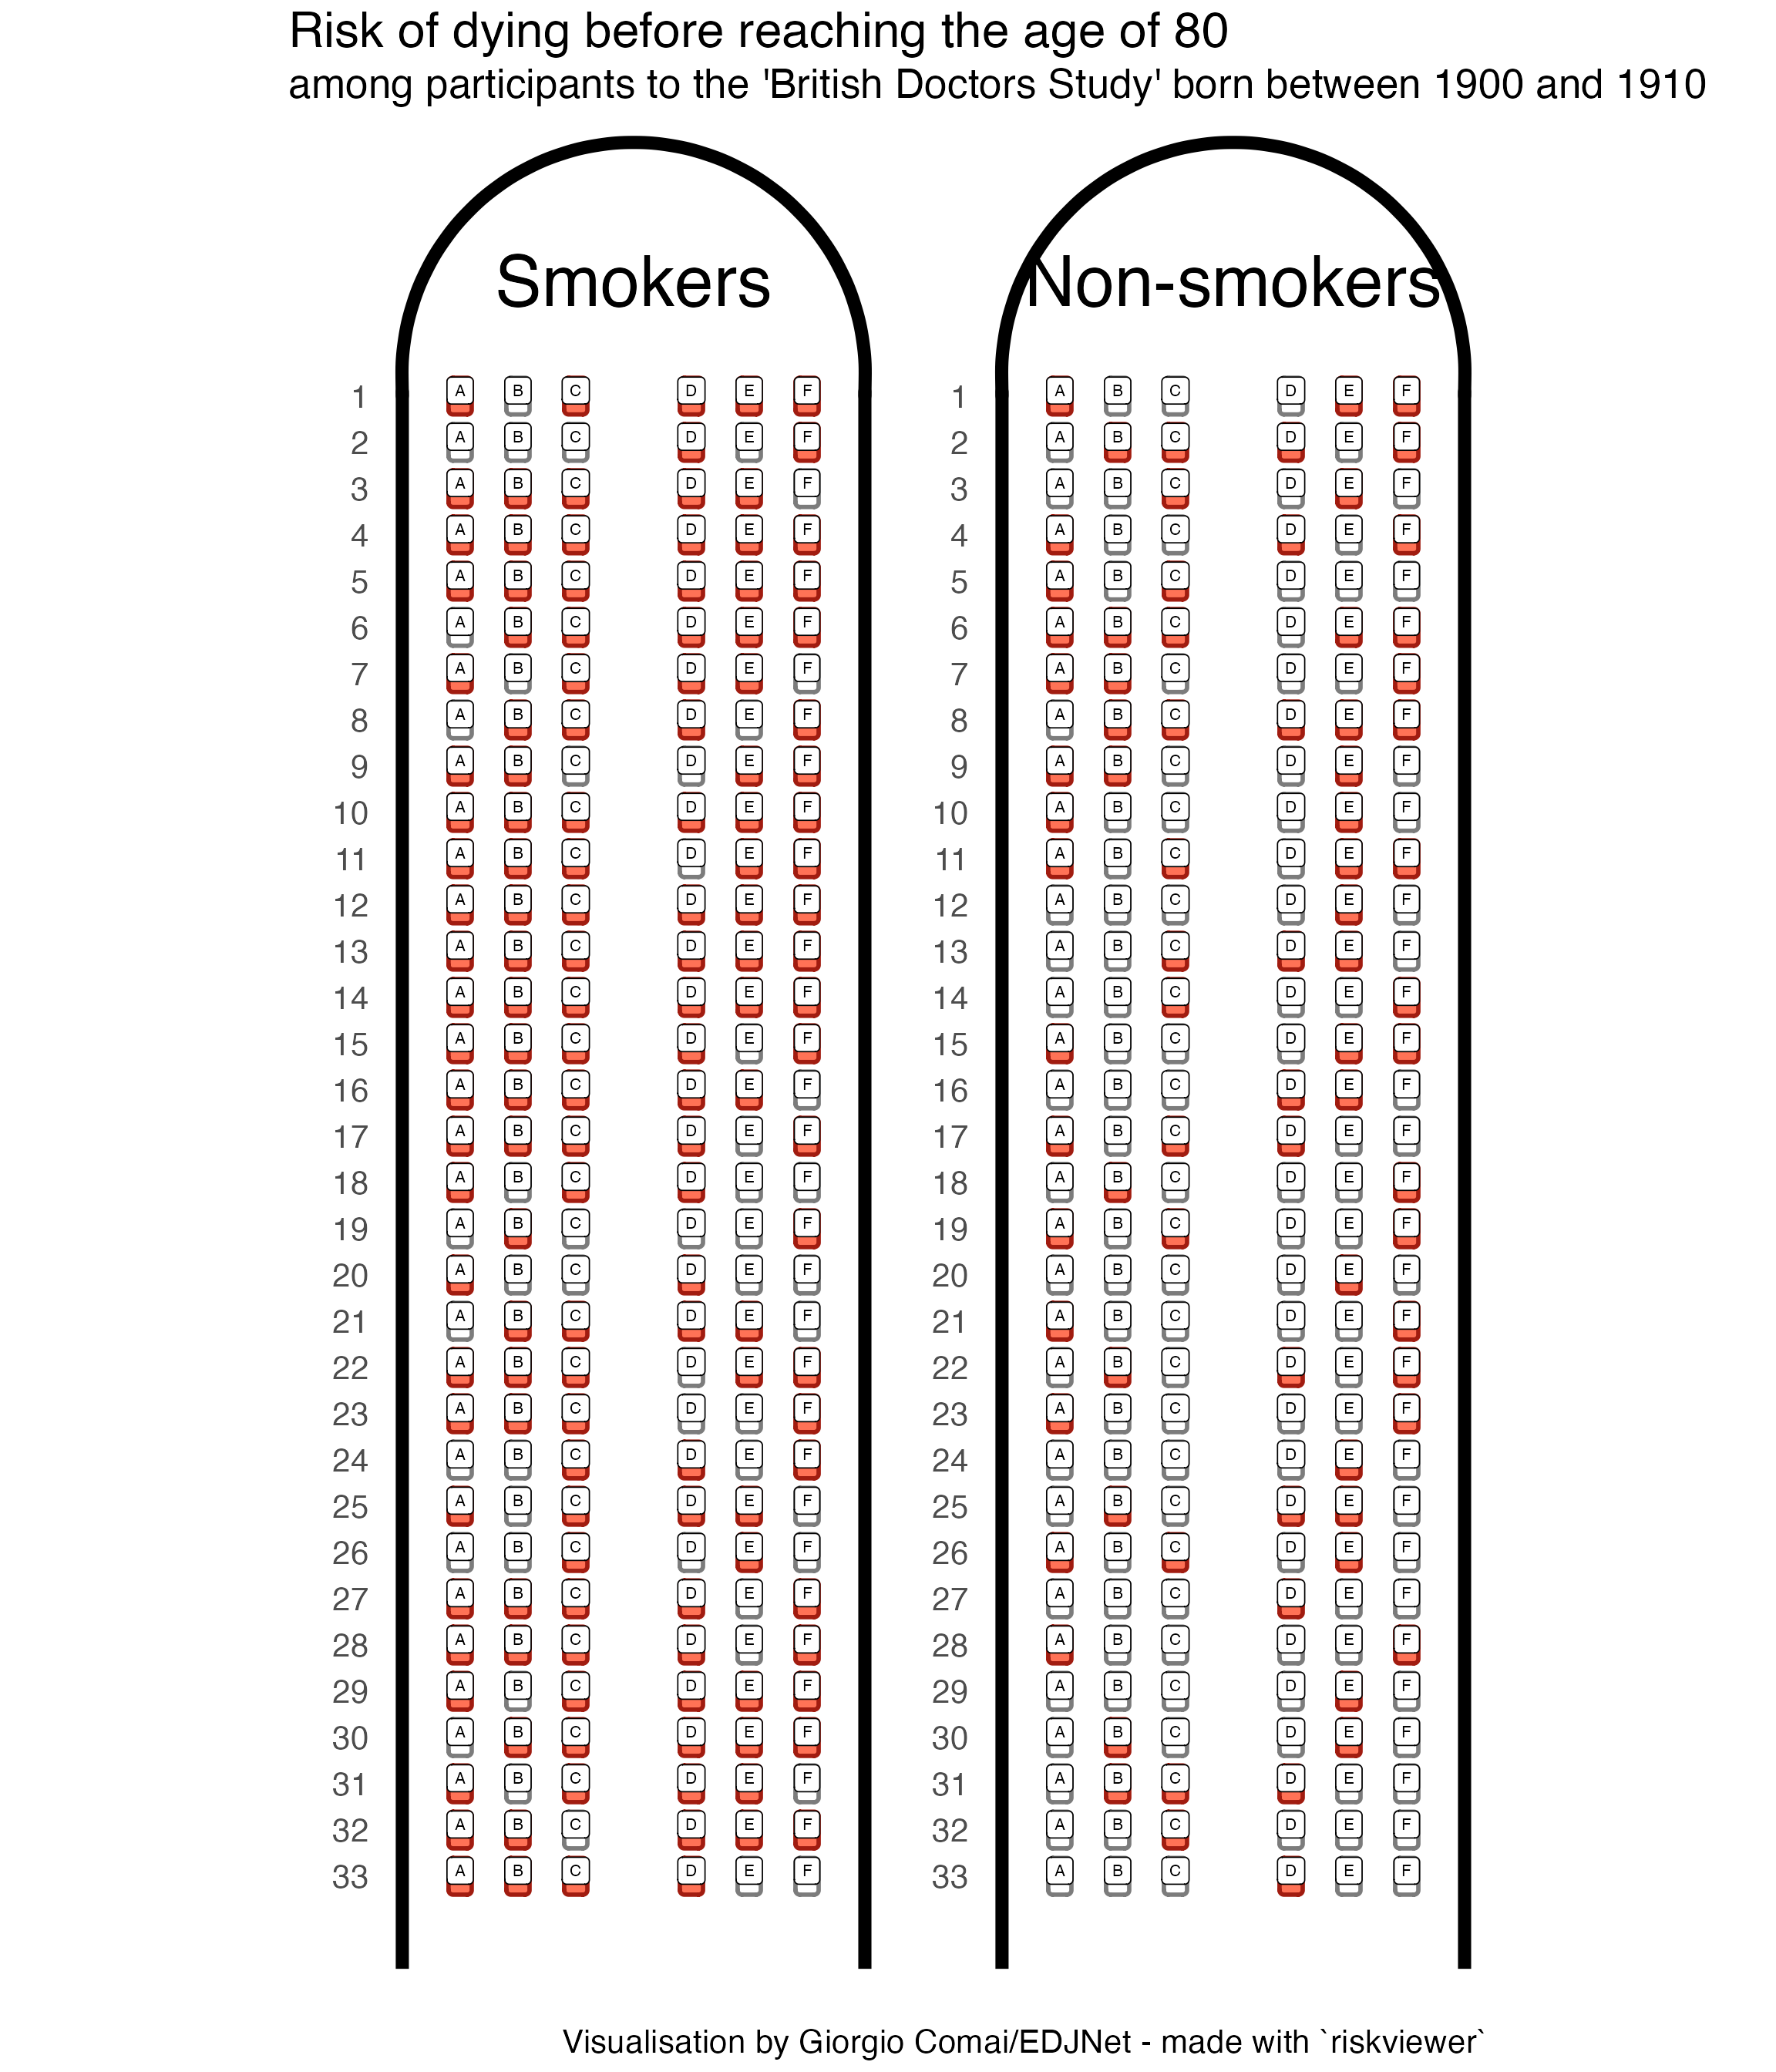 Risk of dying before reaching the age of 80
among participants to the 'British Doctors Study' born between 1900 and 1910
Smokers Non-smokers
1 A B C D E F 1 A B C D E F
2 A B C D E F 2 A B C D E F
3 A B C D E F 3 A B C D E F
4 A B C D E F 4 A B C D E F
5 A B C D E F 5 A B C D E F
6 A B C D E F 6 A B C D E F
7 A B C D E F 7 A B C D E F
8 A B C D E F 8 A B C D E F
9 A B C D E F 9 A B C D E F
10 A B C D E F 10 A B C D E F
11 A B C D E F 11 A B C D E F
12 A B C D E F 12 A B C D E F
13 A B C D E F 13 A B C D E F
14 A B C D E F 14 A B C D E F
15 A B C D E F 15 A B C D E F
16 A B C D E F 16 A B C D E F
17 A B C D E F 17 A B C D E F
18 A B C D E F 18 A B C D E F
19 A B C D E F 19 A B C D E F
20 A B C D E F 20 A B C D E F
21 A B C D E F 21 A B C D E F
22 A B C D E F 22 A B C D E F
23 A B C D E F 23 A B C D E F
24 A B C D E F 24 A B C D E F
25 A B C D E F 25 A B C D E F
26 A B C D E F 26 A B C D E F
27 A B C D E F 27 A B C D E F
28 A B C D E F 28 A B C D E F
29 A B C D E F 29 A B C D E F
30 A B C D E F 30 A B C D E F
31 A B C D E F 31 A B C D E F
32 A B C D E F 32 A B C D E F
33 A B C D E F 33 A B C D E F
Visualisation by Giorgio Comai/EDJNet - made with `riskviewer`